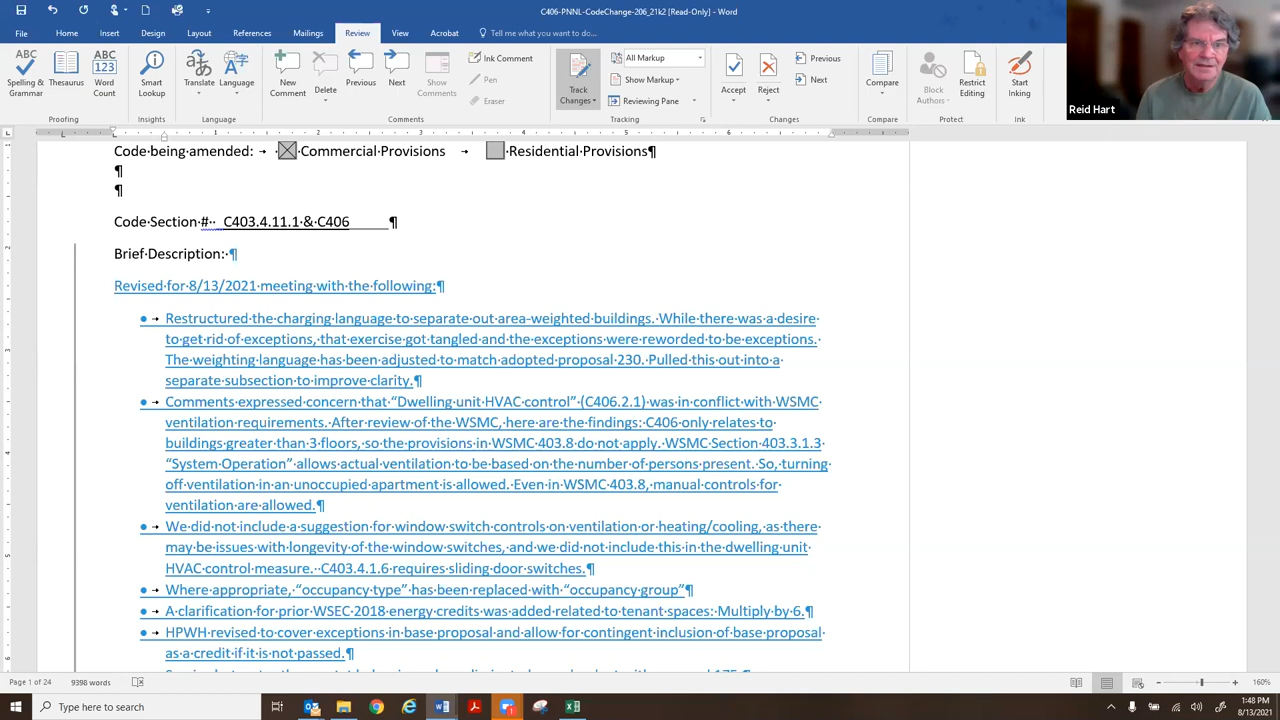 C406-PNNL-CodeChange-206_21k2 [Read-Only] - Word
File Home Insert Design Layout References Mailings Review View Acrobat Tell me what you want to do...
ABC Spelling & Grammar
Thesaurus
ABC 123 Word Count
Smart Lookup
Translate
Language
New Comment
Delete
Previous
Next
Show Comments
Ink Comment
Pen
Eraser
Track Changes
All Markup
Show Markup
Reviewing Pane
Accept
Reject
Previous
Next
Compare
Block Authors
Restrict Editing
Start Inking
Proofing Insights Language Comments Tracking Changes Compare Protect Ink
Reid Hart
Code being amended: Commercial Provisions Residential Provisions¶
¶
¶
Code Section # C403.4.11.1 & C406 ¶
Brief Description: ¶
Revised for 8/13/2021 meeting with the following:¶
• Restructured the charging language to separate out area-weighted buildings. While there was a desire
to get rid of exceptions, that exercise got tangled and the exceptions were reworded to be exceptions.
The weighting language has been adjusted to match adopted proposal 230. Pulled this out into a
separate subsection to improve clarity.¶
• Comments expressed concern that “Dwelling unit HVAC control” (C406.2.1) was in conflict with WSMC
ventilation requirements. After review of the WSMC, here are the findings: C406 only relates to
buildings greater than 3 floors, so the provisions in WSMC 403.8 do not apply. WSMC Section 403.3.1.3
“System Operation” allows actual ventilation to be based on the number of persons present. So, turning
off ventilation in an unoccupied apartment is allowed. Even in WSMC 403.8, manual controls for
ventilation are allowed.¶
• We did not include a suggestion for window switch controls on ventilation or heating/cooling, as there
may be issues with longevity of the window switches, and we did not include this in the dwelling unit
HVAC control measure. C403.4.1.6 requires sliding door switches.¶
• Where appropriate, “occupancy type” has been replaced with “occupancy group”¶
• A clarification for prior WSEC 2018 energy credits was added related to tenant spaces: Multiply by 6.¶
• HPWH revised to cover exceptions in base proposal and allow for contingent inclusion of base proposal
as a credit if it is not passed.¶
Page 1 of 24 9398 words 160%
Type here to search
1:48 PM
8/13/2021